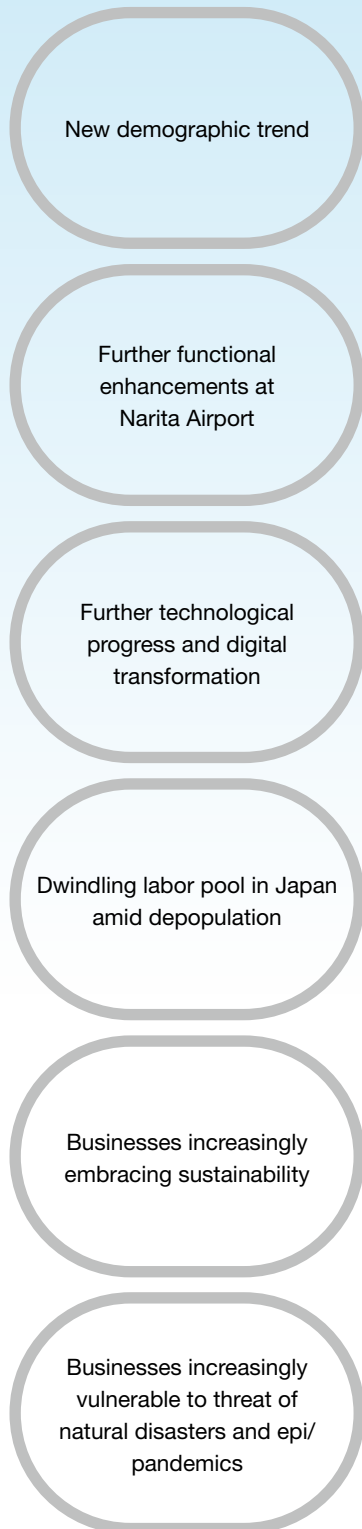 New demographic trend
Further functional
enhancements at
Narita Airport
Further technological
progress and digital
transformation
Dwindling labor pool in Japan
amid depopulation
Businesses increasingly
embracing sustainability
Businesses increasingly
vulnerable to threat of
natural disasters and epi/
pandemics